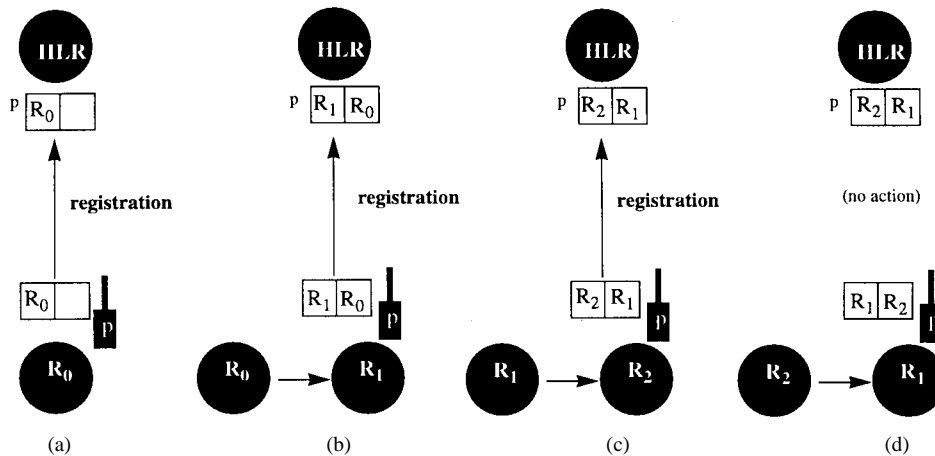 HLR HLR HLR HLR
p R0 p R1 R0 p R2 R1 p R2 R1
registration registration registration (no action)
R0 R1 R0 R2 R1 R1 R2
p p p p
R0 R0 R1 R1 R2 R2 R1
(a) (b) (c) (d)